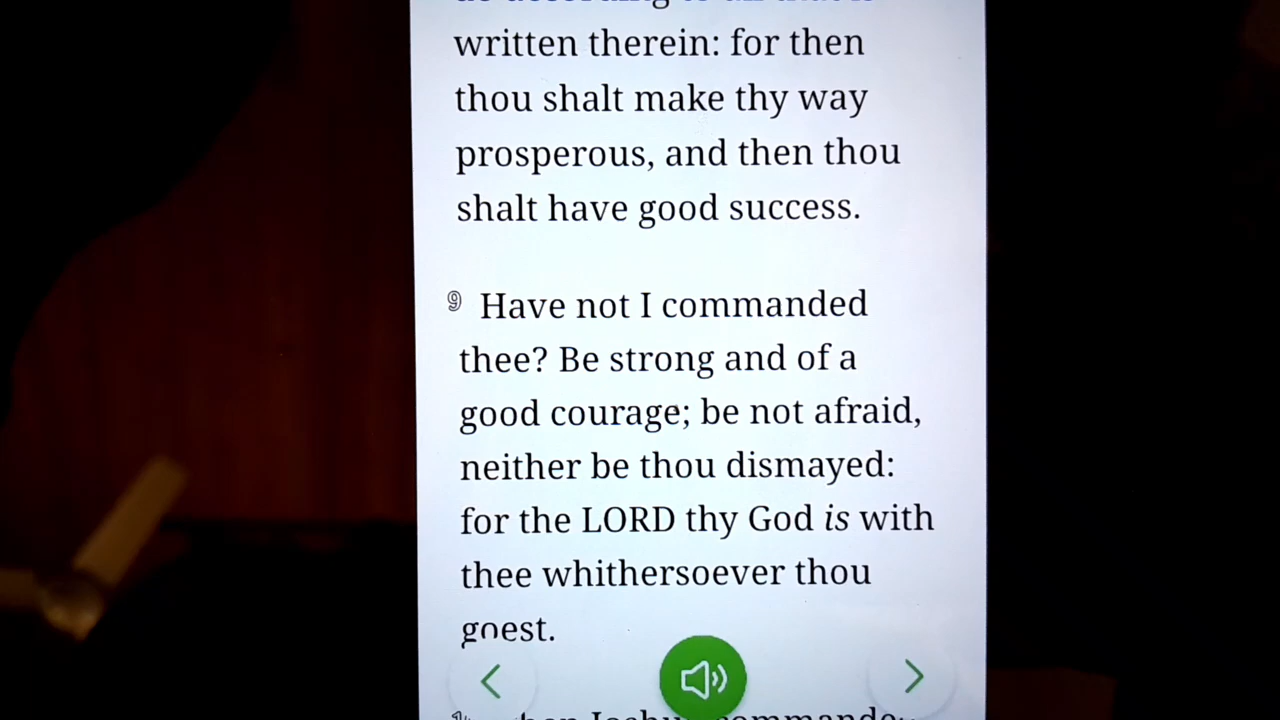 written therein: for then
thou shalt make thy way
prosperous, and then thou
shalt have good success.
9 Have not I commanded
thee? Be strong and of a
good courage; be not afraid,
neither be thou dismayed:
for the LORD thy God is with
thee whithersoever thou
goest.